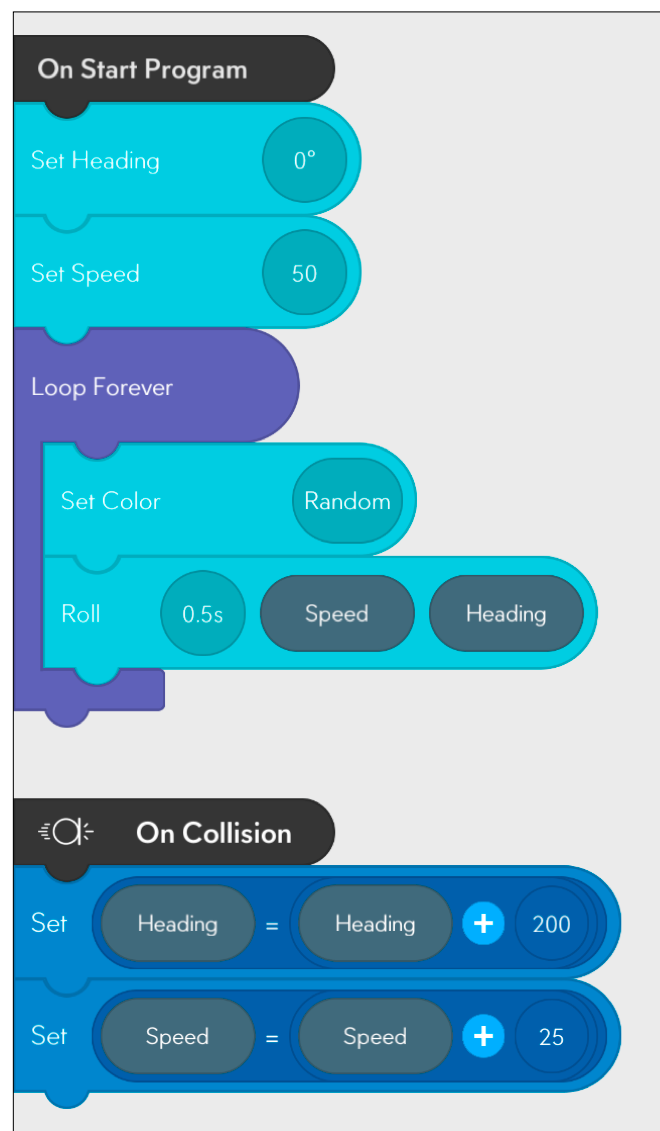 On Start Program
Set Heading 0°
Set Speed 50
Loop Forever
Set Color Random
Roll 0.5s Speed Heading
On Collision
Set Heading = Heading + 200
Set Speed = Speed + 25